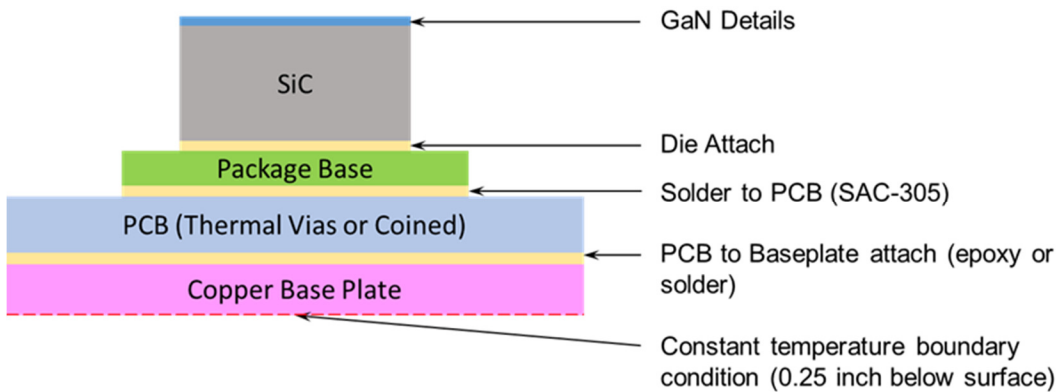 GaN Details
SiC
Die Attach
Package Base
Solder to PCB (SAC-305)
PCB (Thermal Vias or Coined)
PCB to Baseplate attach (epoxy or
solder)
Copper Base Plate
Constant temperature boundary
condition (0.25 inch below surface)